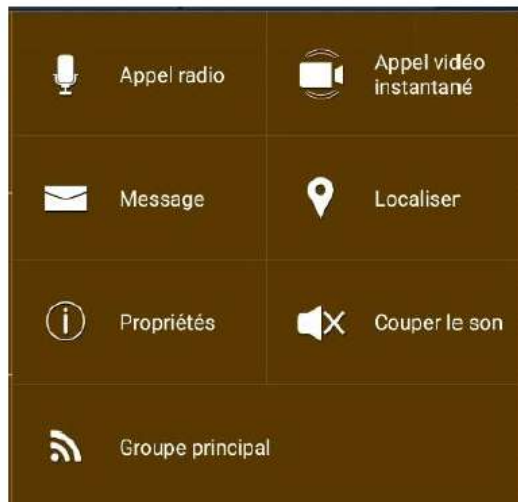 Appel radio
Appel vidéo
instantané
Message
Localiser
Propriétés
Couper le son
Groupe principal